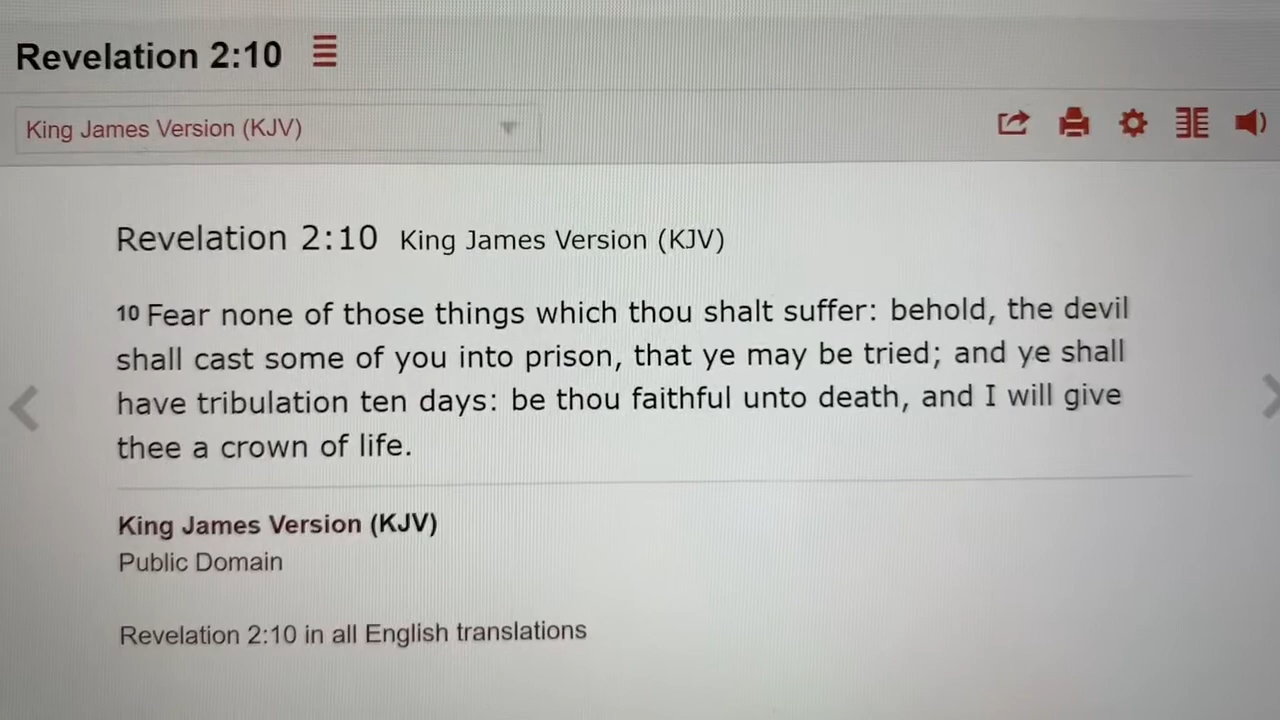 Revelation 2:10
King James Version (KJV)
Revelation 2:10 King James Version (KJV)
10 Fear none of those things which thou shalt suffer: behold, the devil
shall cast some of you into prison, that ye may be tried; and ye shall
have tribulation ten days: be thou faithful unto death, and I will give
thee a crown of life.
King James Version (KJV)
Public Domain
Revelation 2:10 in all English translations